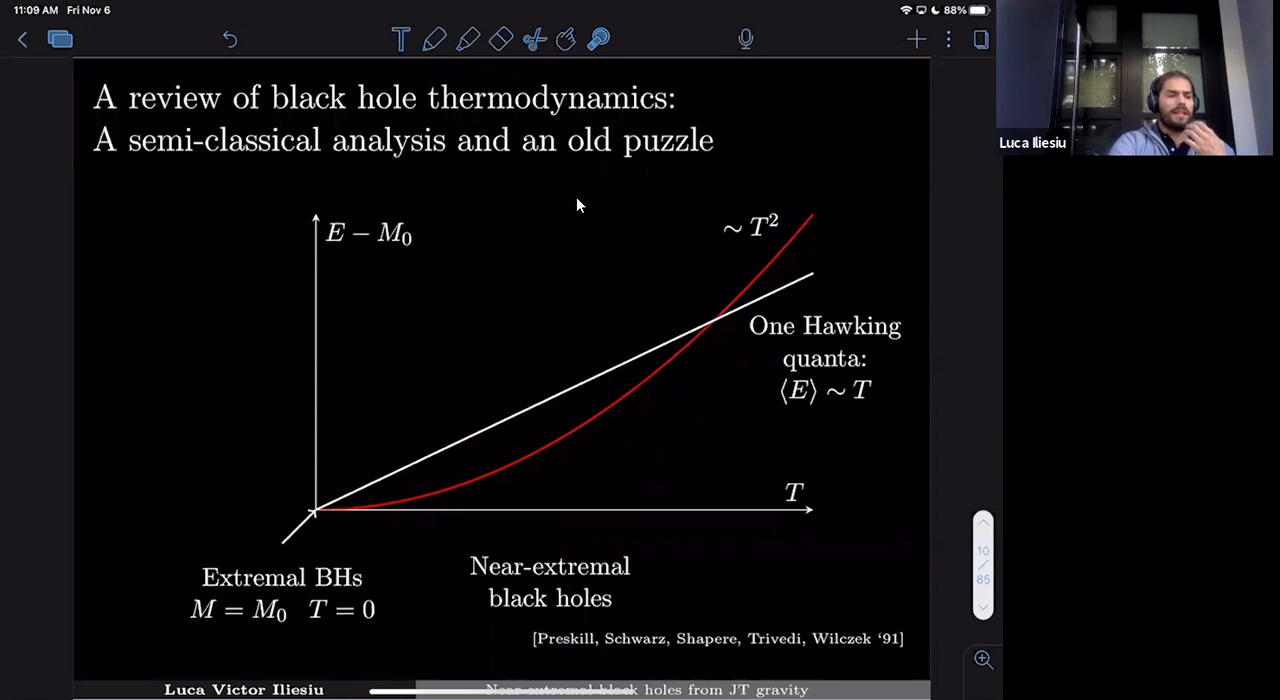 11:09 AM Fri Nov 6
88%
A review of black hole thermodynamics:
A semi-classical analysis and an old puzzle
Luca Iliesiu
E − M₀
∼ T²
One Hawking
quanta:
⟨E⟩ ∼ T
T
Extremal BHs
M = M₀ T = 0
Near-extremal
black holes
[Preskill, Schwarz, Shapere, Trivedi, Wilczek ‘91]
10
/
85
Luca Victor Iliesiu
Near-extremal black holes from JT gravity